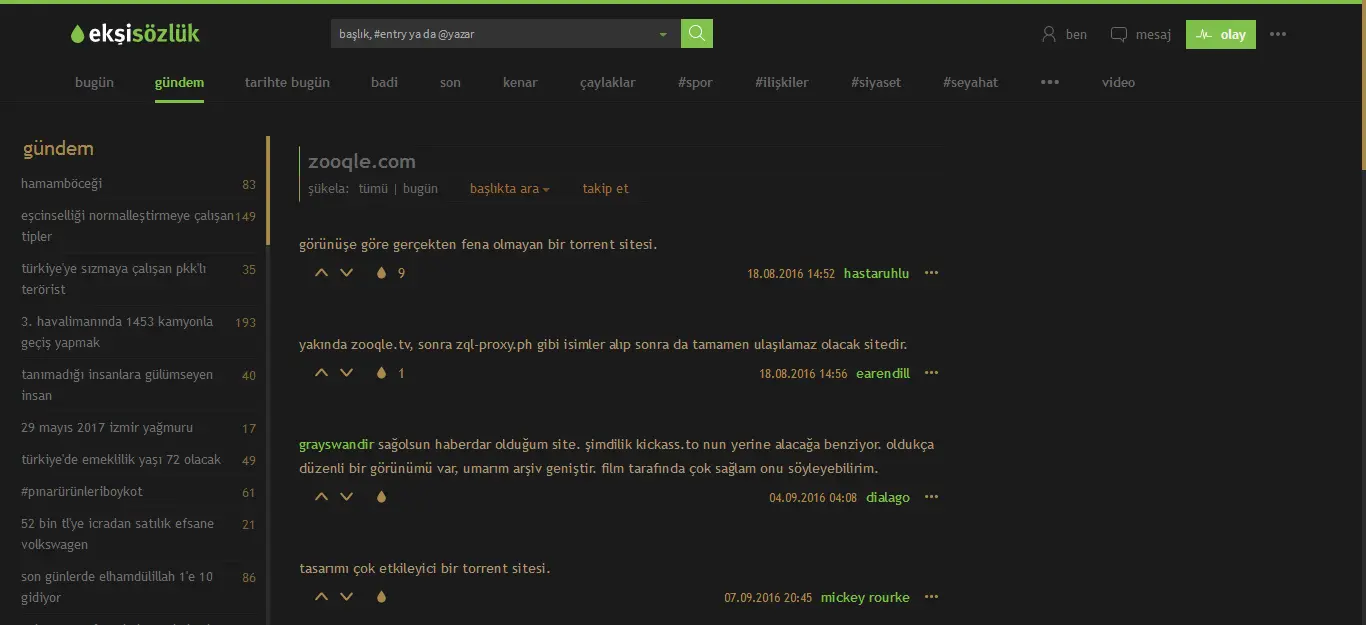 ekşisözlük
başlık, #entry ya da @yazar
ben
mesaj
olay
bugün
gündem
tarihte bugün
badi
son
kenar
çaylaklar
#spor
#ilişkiler
#siyaset
#seyahat
video
gündem
hamamböceği 83
eşcinselliği normalleştirmeye çalışan 149
tipler
türkiye'ye sızmaya çalışan pkk'lı 35
terörist
3. havalimanında 1453 kamyonla 193
geçiş yapmak
tanımadığı insanlara gülümseyen 40
insan
29 mayıs 2017 izmir yağmuru 17
türkiye'de emeklilik yaşı 72 olacak 49
#pınarürünleriboykot 61
52 bin tl'ye icradan satılık efsane 21
volkswagen
son günlerde elhamdülillah 1'e 10 86
gidiyor
zooqle.com
şükela: tümü | bugün başlıkta ara takip et
görünüşe göre gerçekten fena olmayan bir torrent sitesi.
9 18.08.2016 14:52 hastaruhlu
yakında zooqle.tv, sonra zql-proxy.ph gibi isimler alıp sonra da tamamen ulaşılamaz olacak sitedir.
1 18.08.2016 14:56 earendill
grayswandir sağolsun haberdar olduğum site. şimdilik kickass.to nun yerine alacağa benziyor. oldukça
düzenli bir görünümü var, umarım arşiv geniştir. film tarafında çok sağlam onu söyleyebilirim.
04.09.2016 04:08 dialago
tasarımı çok etkileyici bir torrent sitesi.
07.09.2016 20:45 mickey rourke